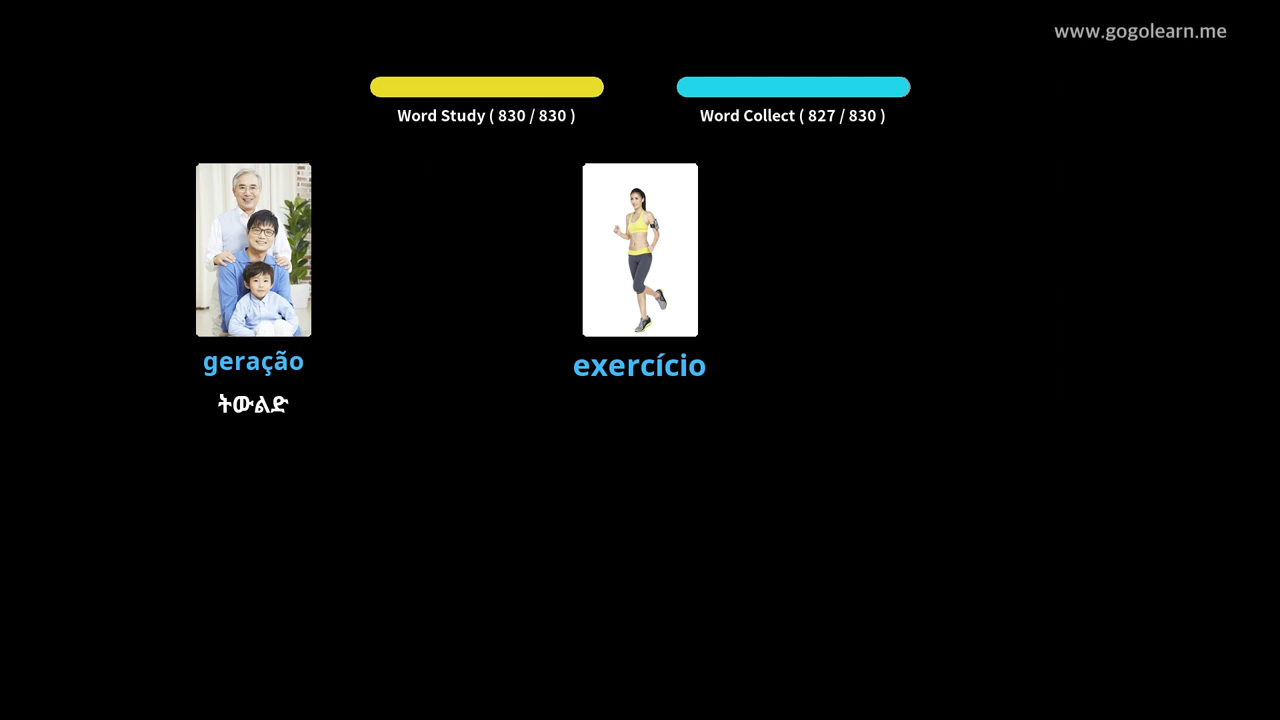 www.gogolearn.me
Word Study ( 830 / 830 )
Word Collect ( 827 / 830 )
geração
ትውልድ
exercício